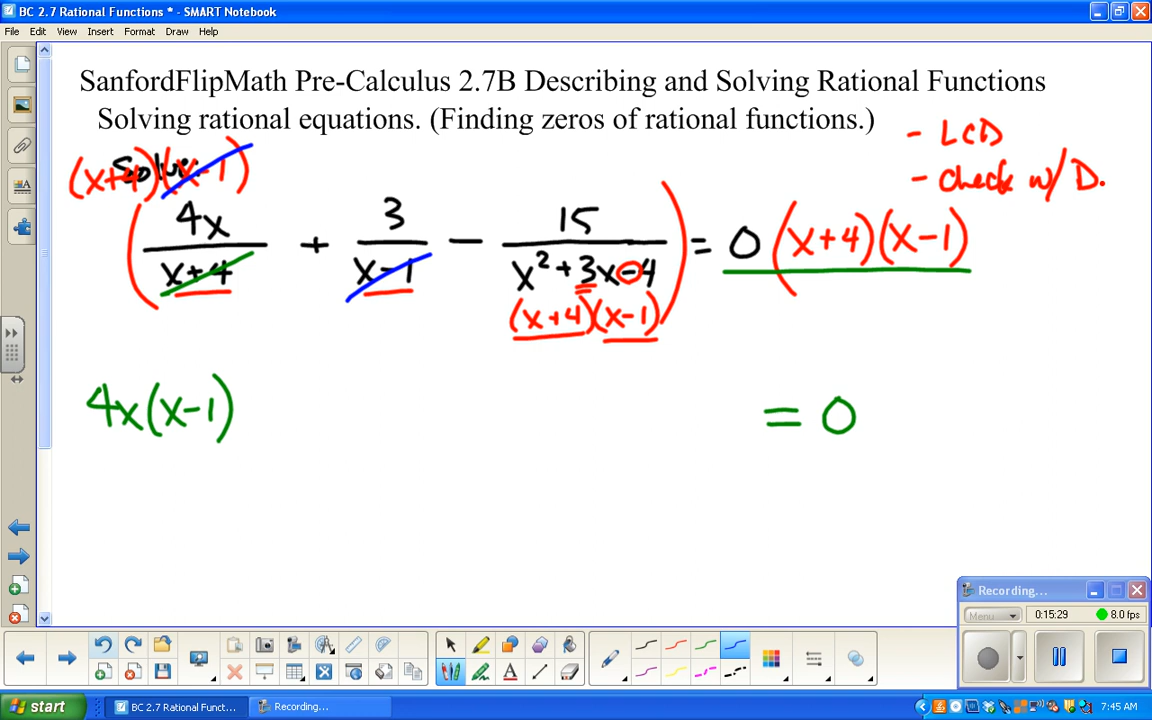 BC 2.7 Rational Functions * - SMART Notebook
File Edit View Insert Format Draw Help
SanfordFlipMath Pre-Calculus 2.7B Describing and Solving Rational Functions
Solving rational equations. (Finding zeros of rational functions.)
- LCD
- check w/ D.
Solve
(x+4)(x-1)
( 4x/(x+4) + 3/(x-1) - 15/(x²+3x-4) ) = 0 (x+4)(x-1)
(x+4)(x-1)
4x(x-1) = 0
Recording...
Menu 0:15:29 8.0 fps
start BC 2.7 Rational Funct... Recording... 7:45 AM